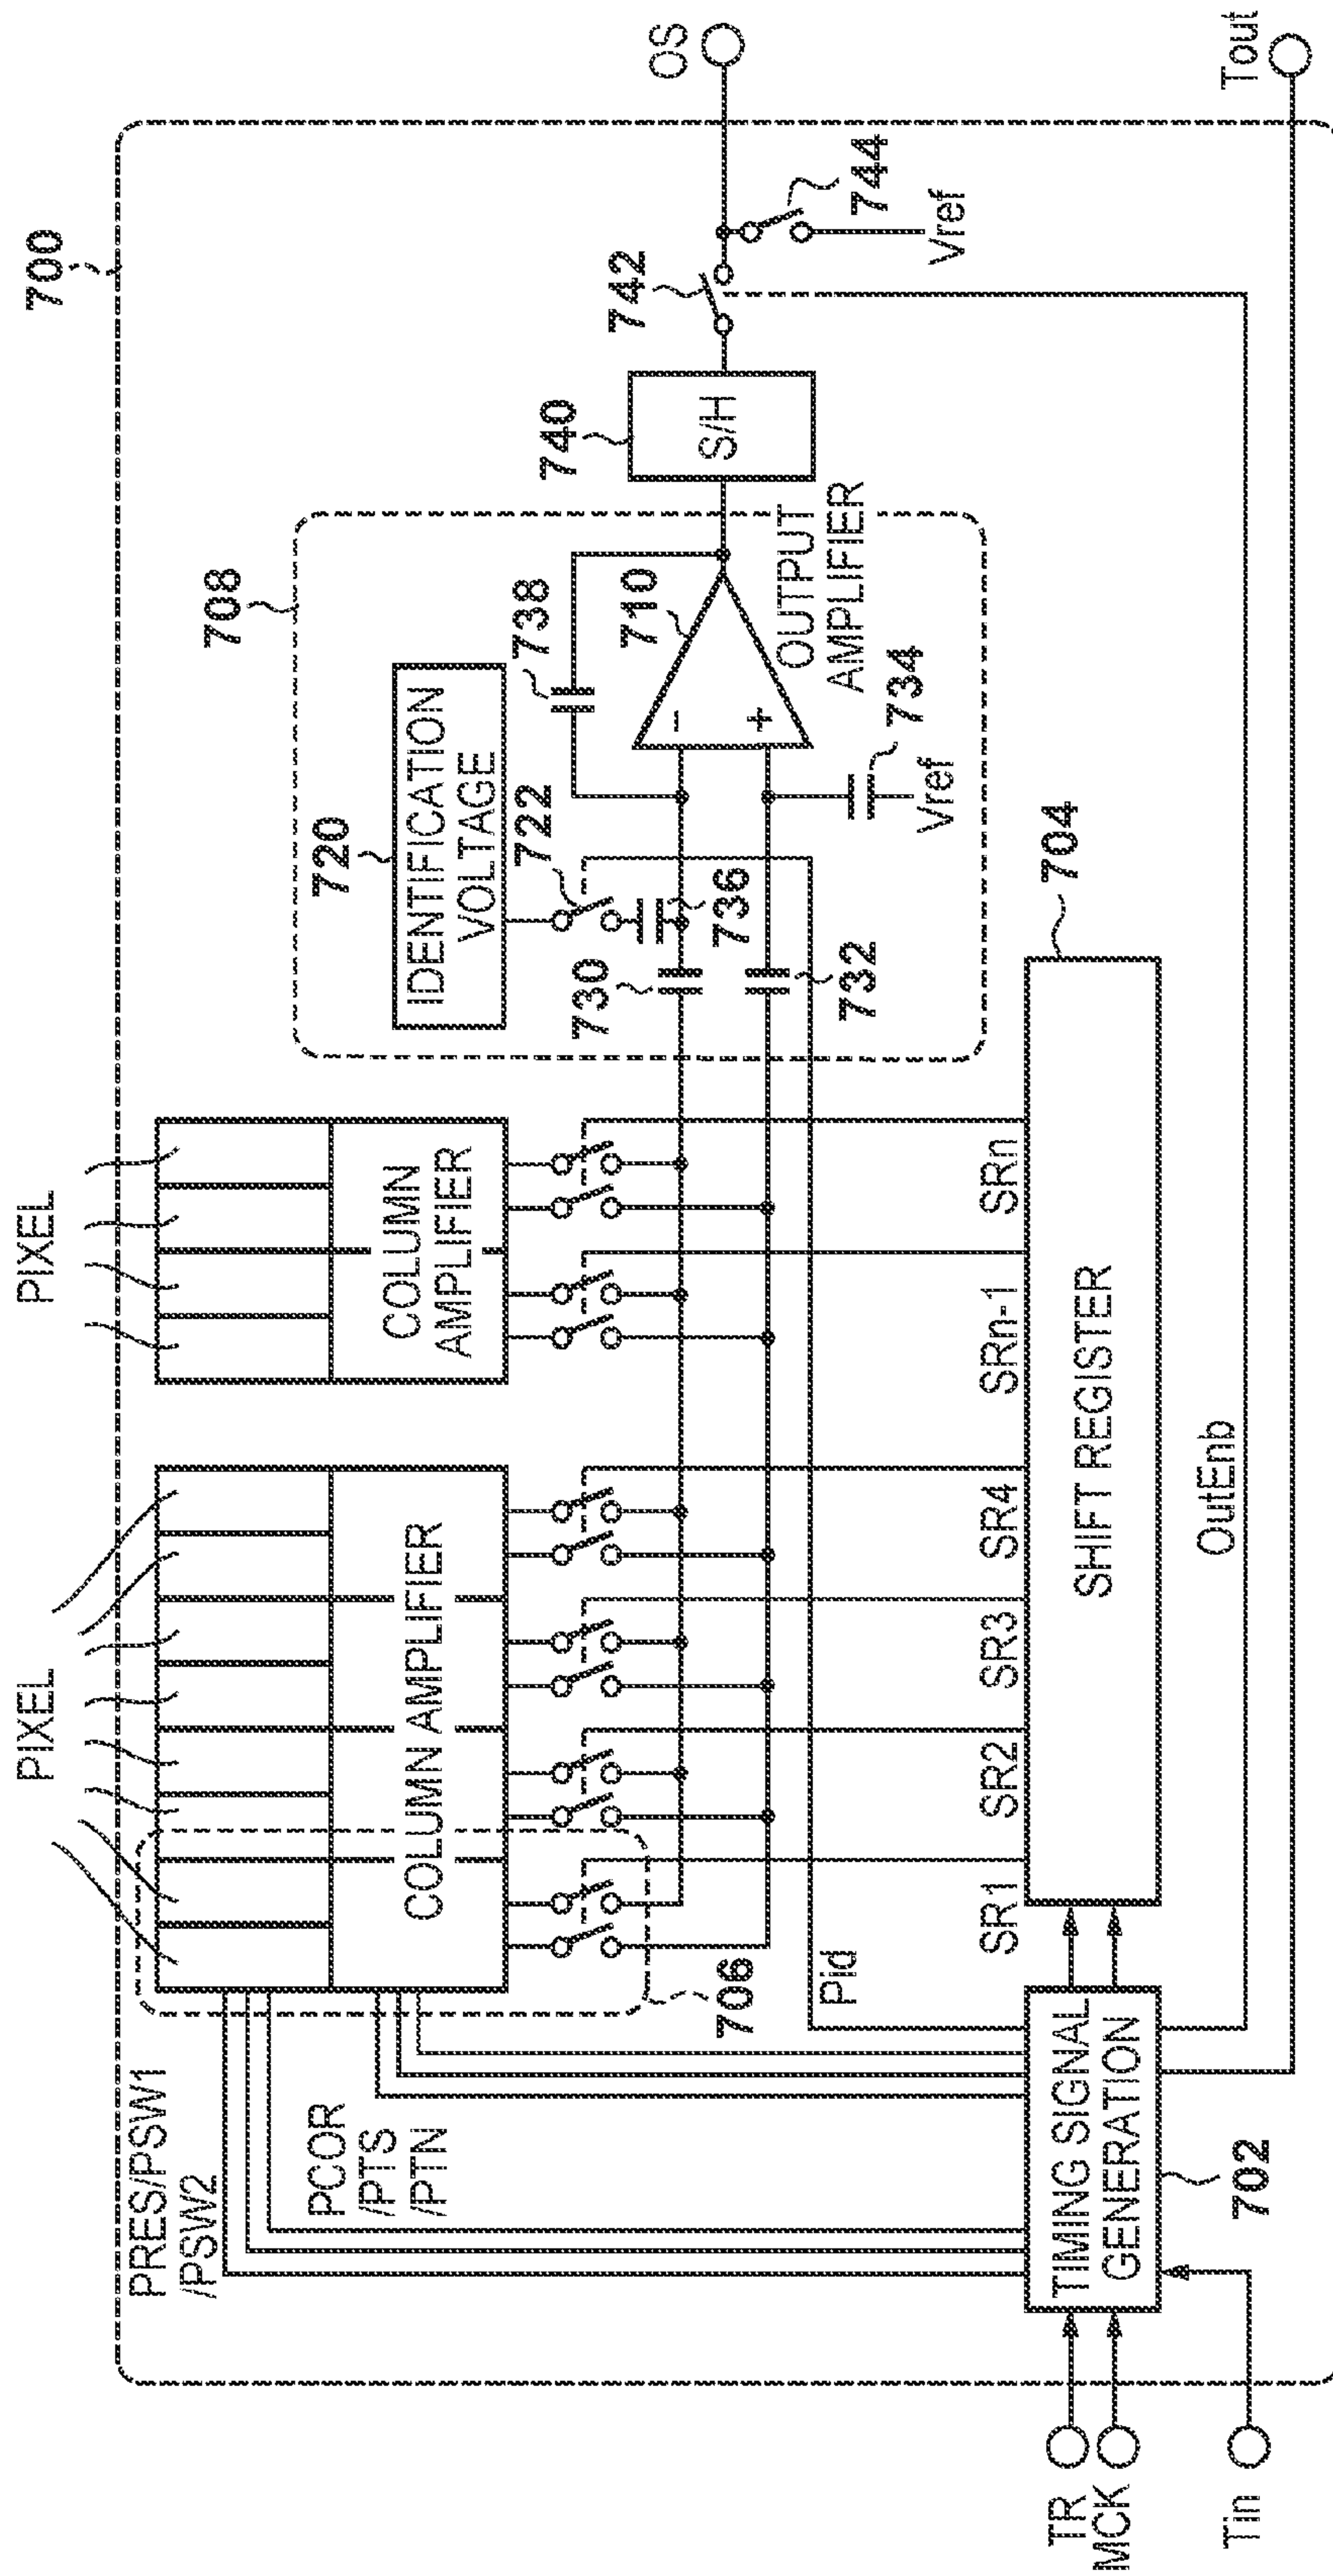 700
PIXEL
PIXEL
PRES/PSW1
/PSW2
PCOR
/PTS
/PTN
COLUMN AMPLIFIER
COLUMN
AMPLIFIER
706
708
720
IDENTIFICATION
VOLTAGE
722
730
736
732
738
710
-
+
OUTPUT
AMPLIFIER
734
Vref
740
S/H
742
744
Vref
OS
Pid
SR1
SR2
SR3
SR4
SRn-1
SRn
704
SHIFT REGISTER
TIMING SIGNAL
GENERATION
702
OutEnb
TR
MCK
Tin
Tout